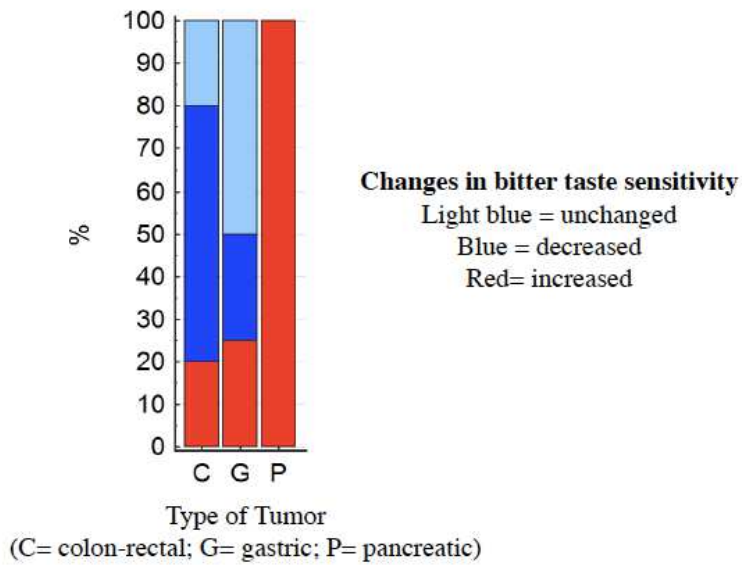 100
90
80
70
60
50
40
30
20
10
0
%
C G P
Type of Tumor
(C= colon-rectal; G= gastric; P= pancreatic)
Changes in bitter taste sensitivity
Light blue = unchanged
Blue = decreased
Red= increased